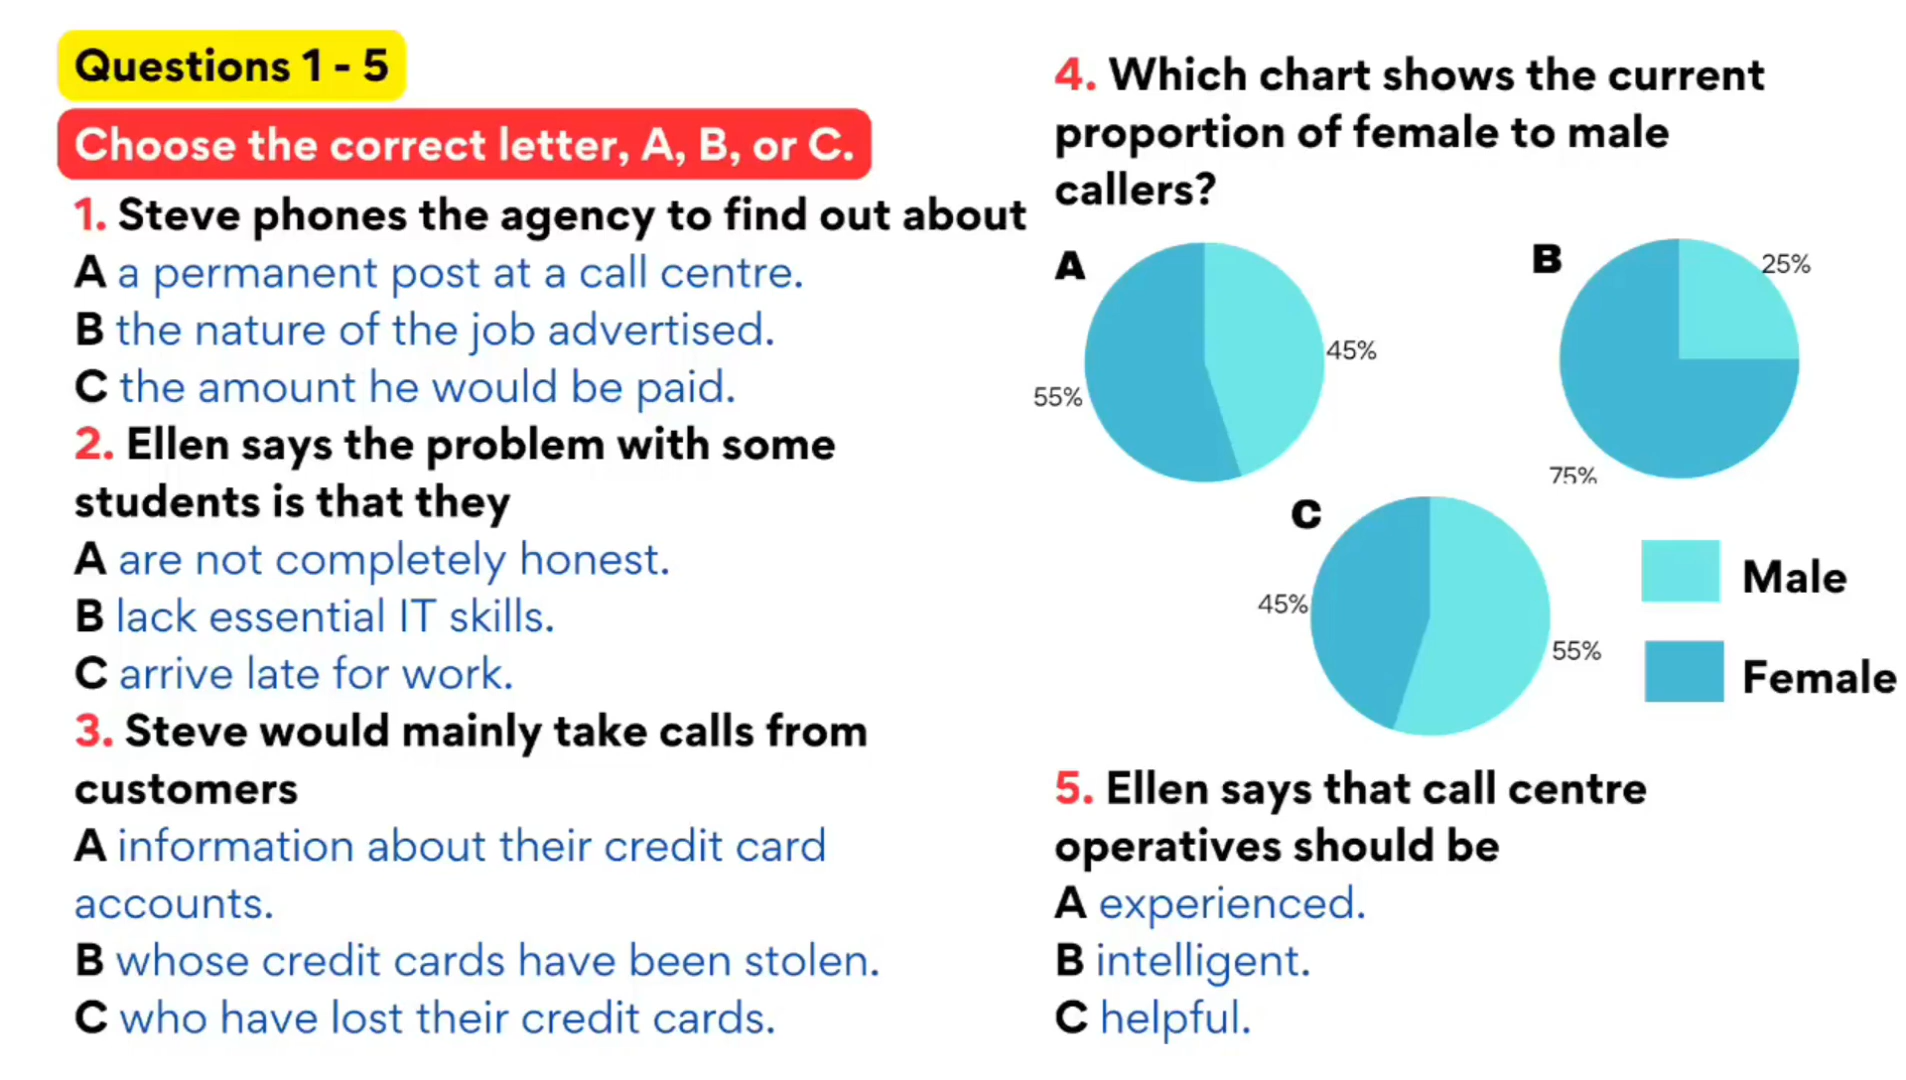 Questions 1 - 5
Choose the correct letter, A, B, or C.
1. Steve phones the agency to find out about
A a permanent post at a call centre.
B the nature of the job advertised.
C the amount he would be paid.
2. Ellen says the problem with some
students is that they
A are not completely honest.
B lack essential IT skills.
C arrive late for work.
3. Steve would mainly take calls from
customers
A information about their credit card
accounts.
B whose credit cards have been stolen.
C who have lost their credit cards.
4. Which chart shows the current
proportion of female to male
callers?
A
45%
55%
B
25%
75%
C
45%
55%
Male
Female
5. Ellen says that call centre
operatives should be
A experienced.
B intelligent.
C helpful.